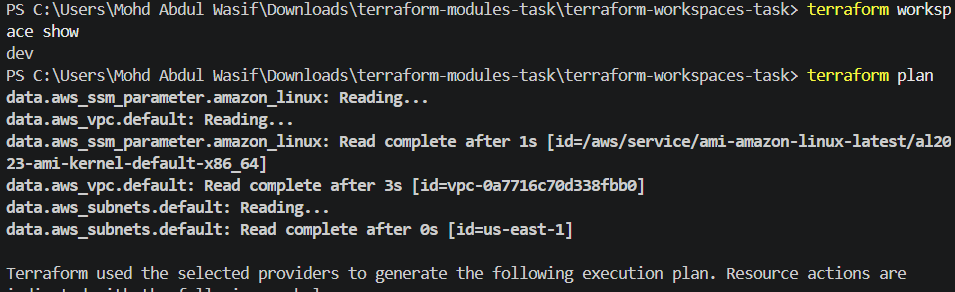 PS C:\Users\Mohd Abdul Wasif\Downloads\terraform-modules-task\terraform-workspaces-task> terraform worksp
ace show
dev
PS C:\Users\Mohd Abdul Wasif\Downloads\terraform-modules-task\terraform-workspaces-task> terraform plan
data.aws_ssm_parameter.amazon_linux: Reading...
data.aws_vpc.default: Reading...
data.aws_ssm_parameter.amazon_linux: Read complete after 1s [id=/aws/service/ami-amazon-linux-latest/al20
23-ami-kernel-default-x86_64]
data.aws_vpc.default: Read complete after 3s [id=vpc-0a7716c70d338fbb0]
data.aws_subnets.default: Reading...
data.aws_subnets.default: Read complete after 0s [id=us-east-1]
Terraform used the selected providers to generate the following execution plan. Resource actions are